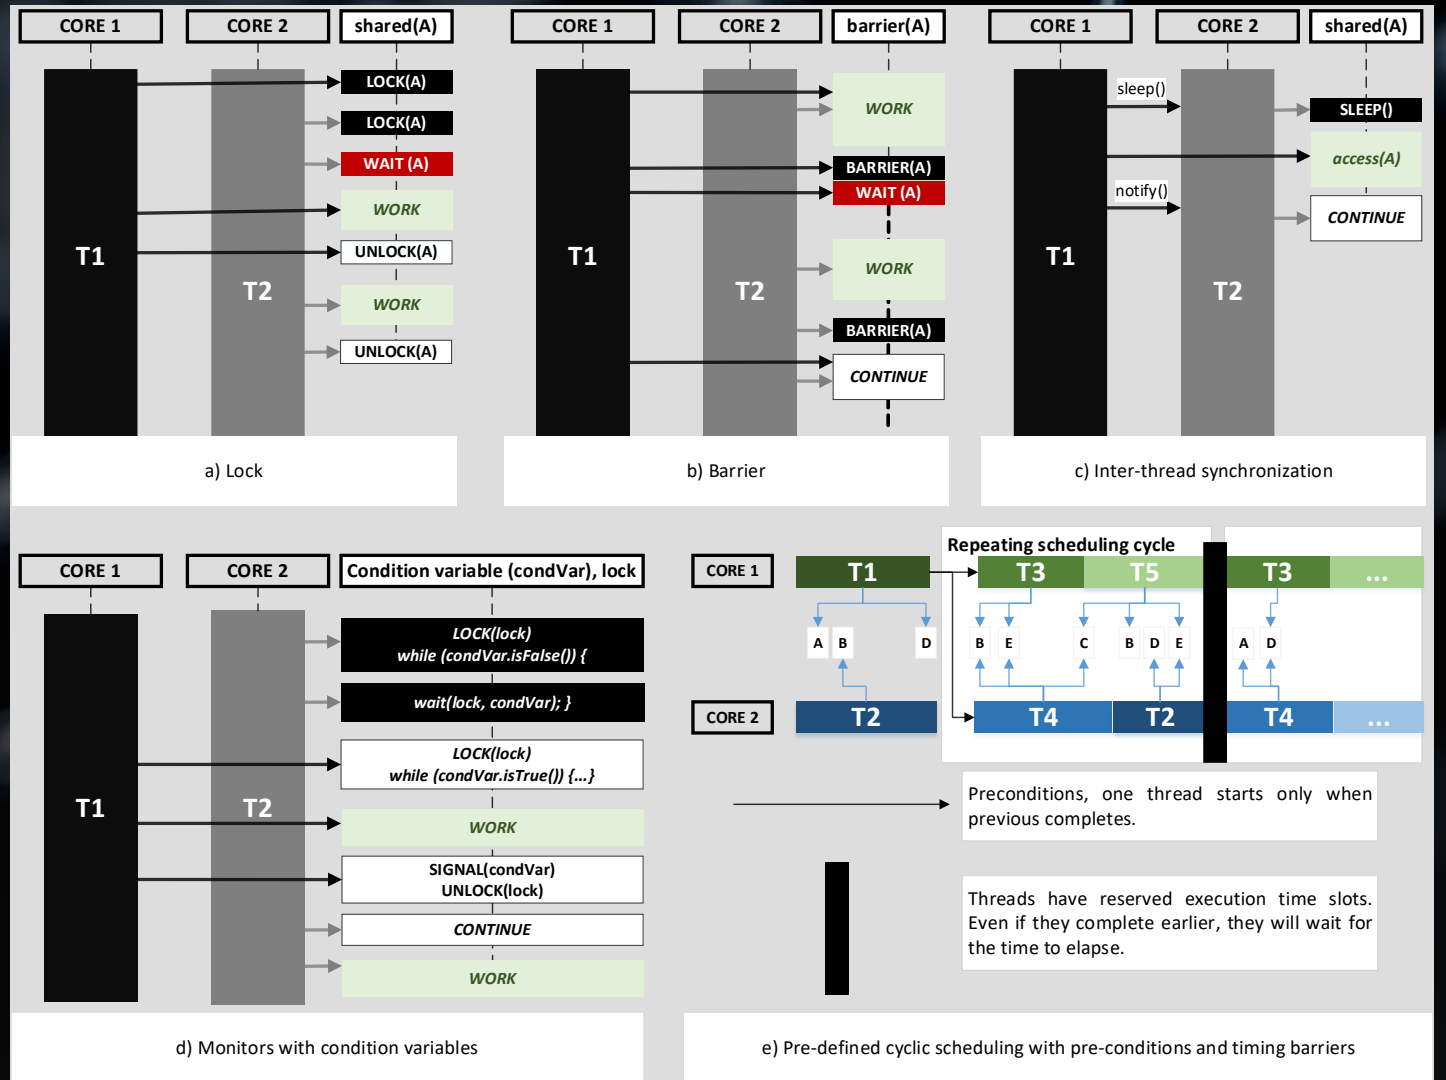 CORE 1
CORE 2
shared(A)
LOCK(A)
LOCK(A)
WAIT (A)
WORK
UNLOCK(A)
WORK
UNLOCK(A)
T1
T2
a) Lock
CORE 1
CORE 2
barrier(A)
WORK
BARRIER(A)
WAIT (A)
WORK
BARRIER(A)
CONTINUE
T1
T2
b) Barrier
CORE 1
CORE 2
shared(A)
sleep()
SLEEP()
access(A)
notify()
CONTINUE
T1
T2
c) Inter-thread synchronization
CORE 1
CORE 2
Condition variable (condVar), lock
LOCK(lock)
while (condVar.isFalse()) {
wait(lock, condVar); }
LOCK(lock)
while (condVar.isTrue()) {...}
WORK
SIGNAL(condVar)
UNLOCK(lock)
CONTINUE
WORK
T1
T2
d) Monitors with condition variables
Repeating scheduling cycle
CORE 1
T1
T3
T5
T3
...
A
B
D
B
E
C
B
D
E
A
D
CORE 2
T2
T4
T2
T4
...
Preconditions, one thread starts only when
previous completes.
Threads have reserved execution time slots.
Even if they complete earlier, they will wait for
the time to elapse.
e) Pre-defined cyclic scheduling with pre-conditions and timing barriers